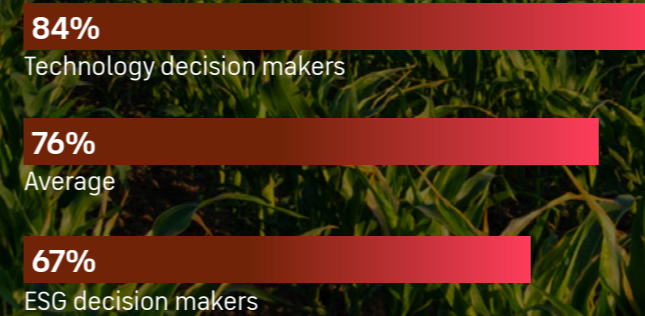 84%
Technology decision makers
76%
Average
67%
ESG decision makers